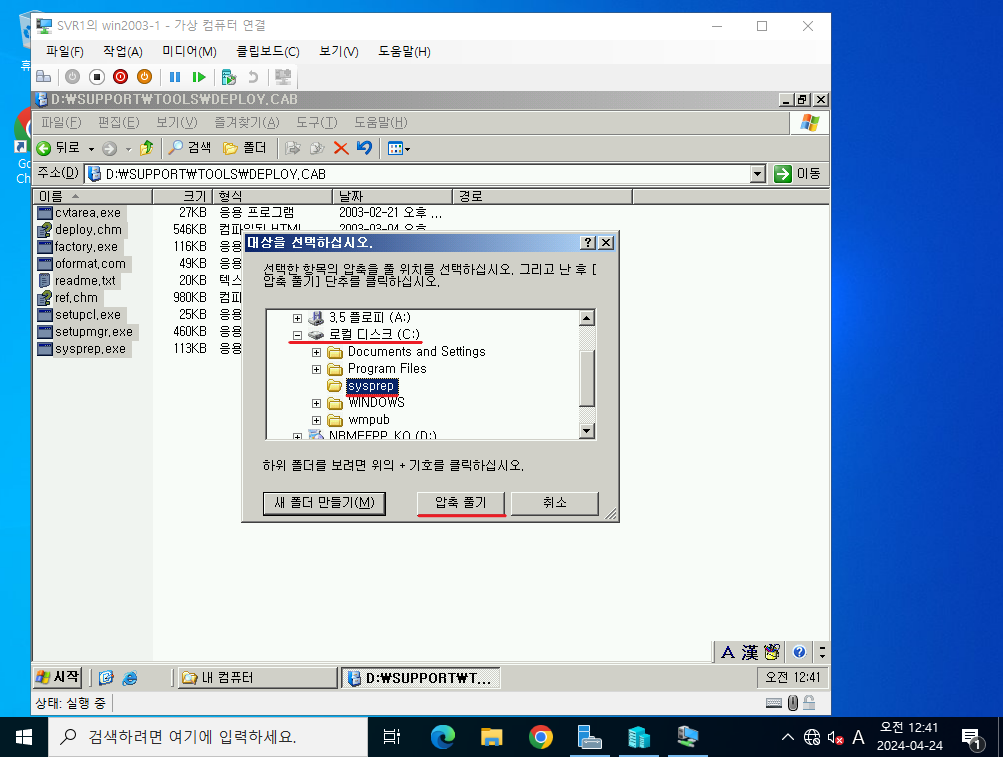 SVR1의 win2003-1 - 가상 컴퓨터 연결
파일(F) 작업(A) 미디어(M) 클립보드(C) 보기(V) 도움말(H)
D:₩SUPPORT₩TOOLS₩DEPLOY.CAB
파일(F) 편집(E) 보기(V) 즐겨찾기(A) 도구(T) 도움말(H)
뒤로 검색 폴더
주소(D) D:₩SUPPORT₩TOOLS₩DEPLOY.CAB 이동
이름 크기 형식 날짜 경로
cvtarea.exe 27KB 응용 프로그램 2003-02-21 오후 ...
deploy.chm 546KB 컴파일된 HTML 2003-03-04 오후
factory.exe 116KB 응용
oformat.com 49KB 응용
readme.txt 20KB 텍스
ref.chm 980KB 컴파
setupcl.exe 25KB 응용
setupmgr.exe 460KB 응용
sysprep.exe 113KB 응용
대상을 선택하십시오.
선택한 항목의 압축을 풀 위치를 선택하십시오. 그리고 난 후 [
압축 풀기] 단추를 클릭하십시오.
3.5 플로피 (A:)
로컬 디스크 (C:)
Documents and Settings
Program Files
sysprep
WINDOWS
wmpub
NRMEFPP_KO (D:)
하위 폴더를 보려면 위의 + 기호를 클릭하십시오.
새 폴더 만들기(M) 압축 풀기 취소
휴
Go
Ch
A 漢
시작 내 컴퓨터 D:₩SUPPORT₩T... 오전 12:41
상태: 실행 중
검색하려면 여기에 입력하세요. A 오전 12:41
2024-04-24 1